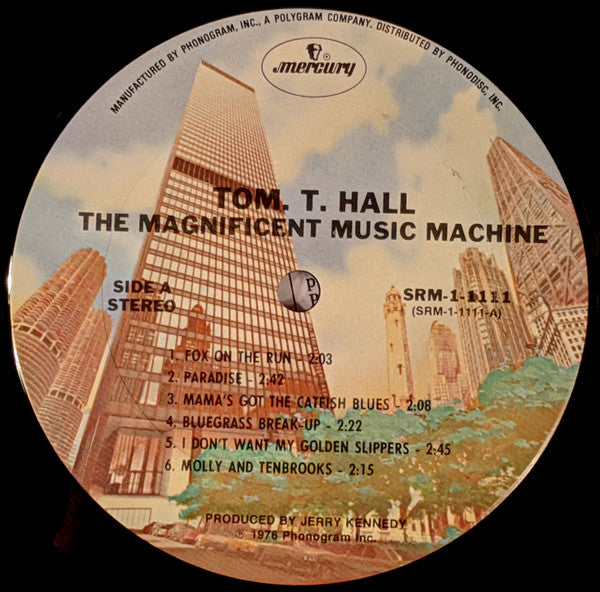 MANUFACTURED BY PHONOGRAM, INC., A POLYGRAM COMPANY. DISTRIBUTED BY PHONODISC, INC.
mercury
®
TOM. T. HALL
THE MAGNIFICENT MUSIC MACHINE
SIDE A
STEREO
P
P
SRM-1-1111
(SRM-1-1111-A)
1. FOX ON THE RUN - 2:03
2. PARADISE - 2:42
3. MAMA'S GOT THE CATFISH BLUES - 2:08
4. BLUEGRASS BREAK-UP - 2:22
5. I DON'T WANT MY GOLDEN SLIPPERS - 2:45
6. MOLLY AND TENBROOKS - 2:15
PRODUCED BY JERRY KENNEDY
℗ 1976 Phonogram Inc.